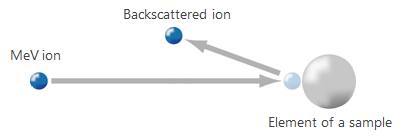 Backscattered ion
MeV ion
Element of a sample